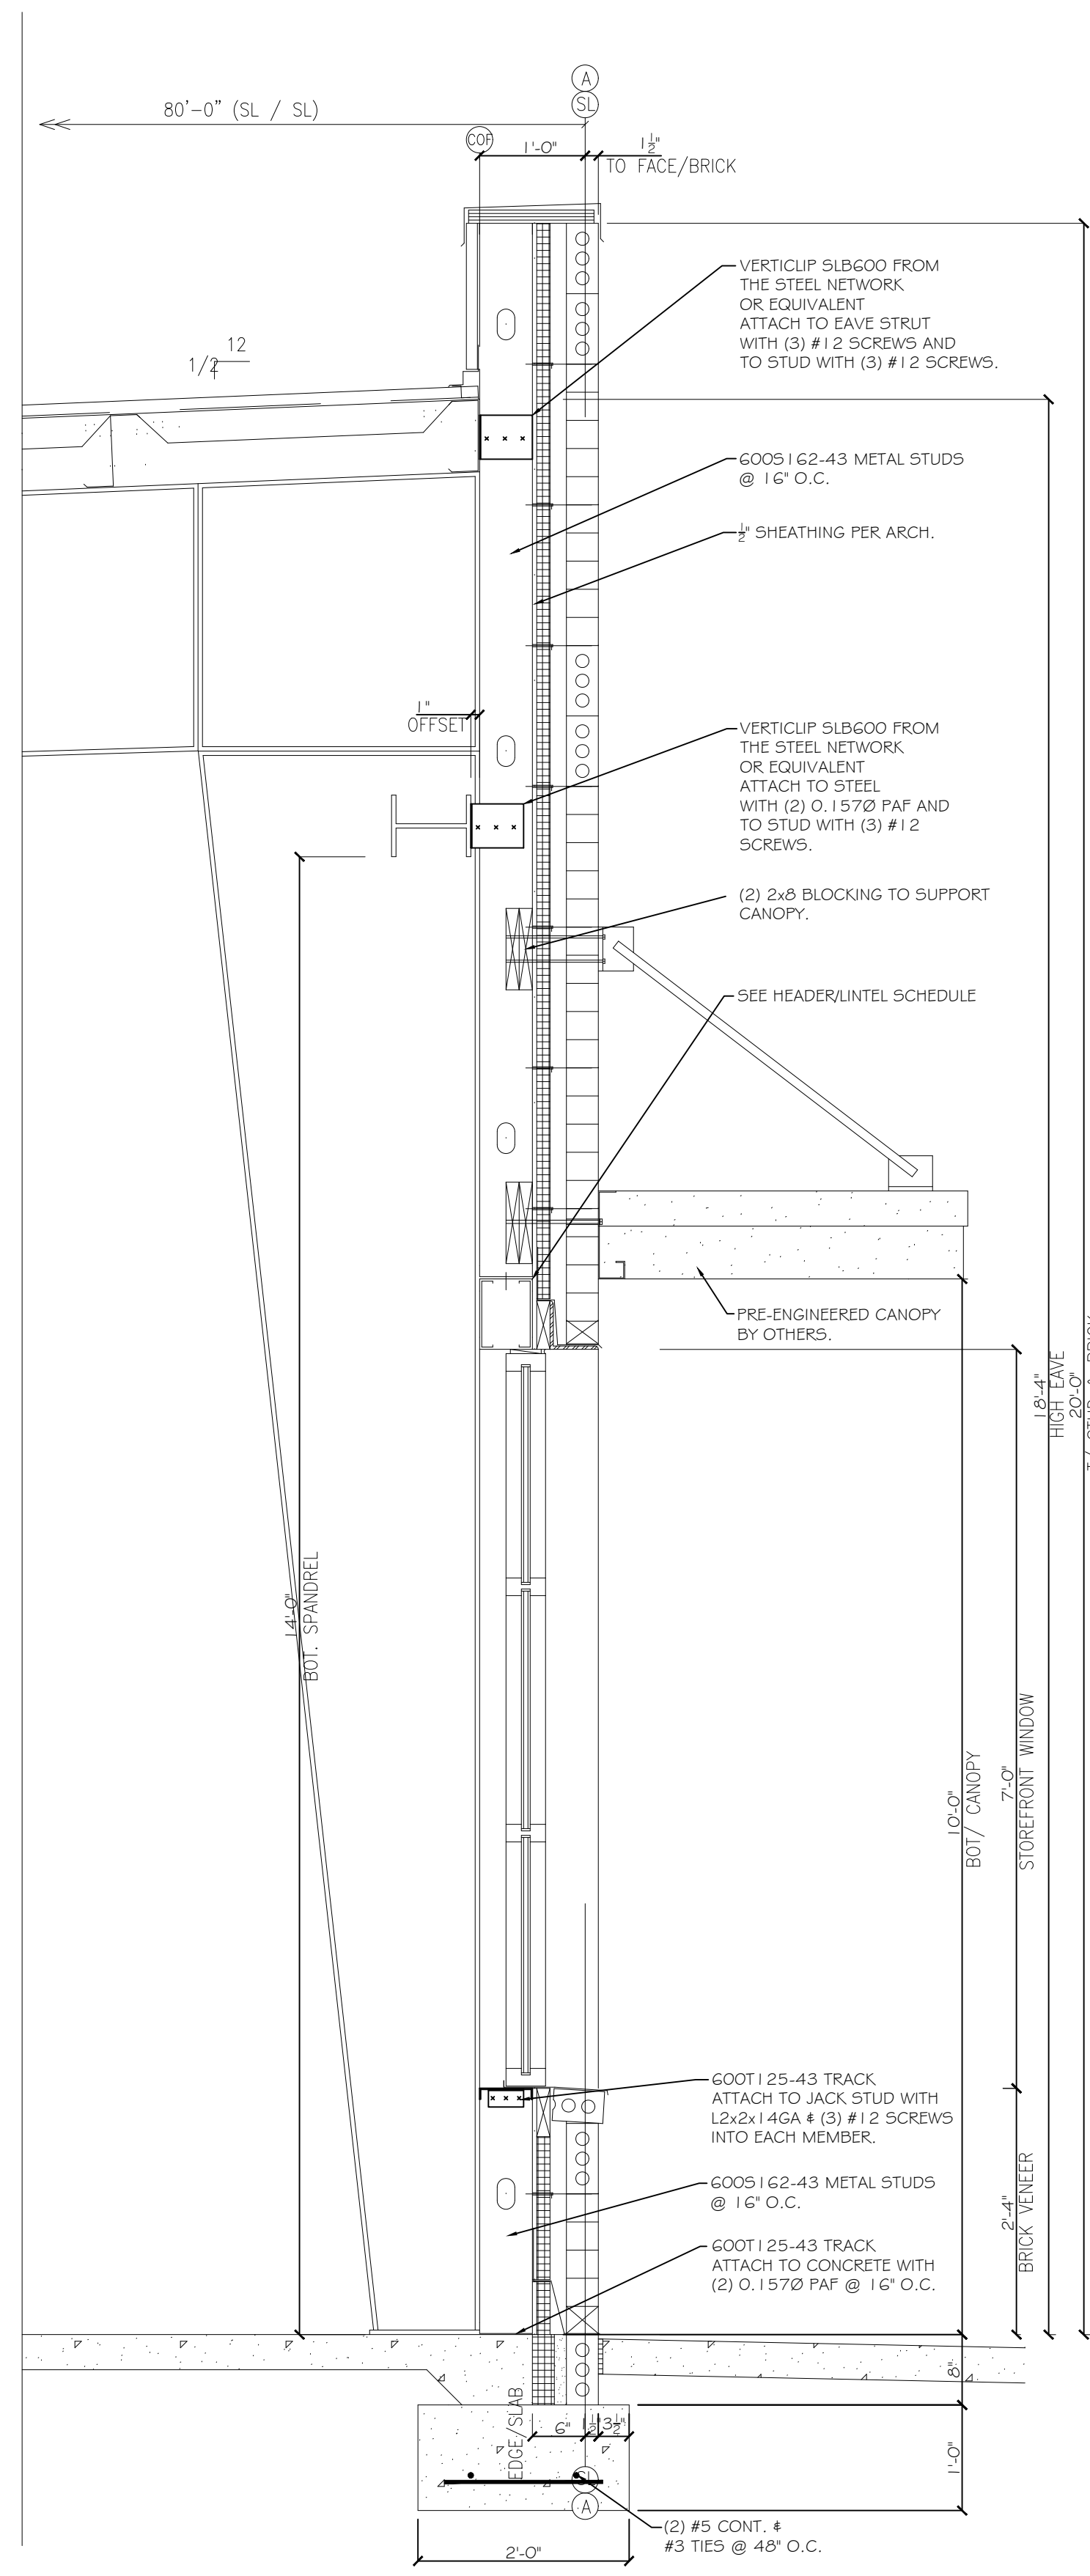 A
80'-0" (SL / SL)
SL
COF
1'-0"
1 1/2"
TO FACE/BRICK
VERTICLIP SLB600 FROM
THE STEEL NETWORK
OR EQUIVALENT
ATTACH TO EAVE STRUT
WITH (3) #12 SCREWS AND
TO STUD WITH (3) #12 SCREWS.
12
1/2
600S162-43 METAL STUDS
@ 16" O.C.
1/2" SHEATHING PER ARCH.
1"
OFFSET
VERTICLIP SLB600 FROM
THE STEEL NETWORK
OR EQUIVALENT
ATTACH TO STEEL
WITH (2) 0.157Ø PAF AND
TO STUD WITH (3) #12
SCREWS.
(2) 2x8 BLOCKING TO SUPPORT
CANOPY.
SEE HEADER/LINTEL SCHEDULE
PRE-ENGINEERED CANOPY
BY OTHERS.
18'-4"
HIGH EAVE
20'-0"
14'-0"
BOT. SPANDREL
10'-0"
BOT/ CANOPY
7'-0"
STOREFRONT WINDOW
600T125-43 TRACK
ATTACH TO JACK STUD WITH
L2x2x14GA & (3) #12 SCREWS
INTO EACH MEMBER.
600S162-43 METAL STUDS
@ 16" O.C.
2'-4"
BRICK VENEER
600T125-43 TRACK
ATTACH TO CONCRETE WITH
(2) 0.157Ø PAF @ 16" O.C.
8"
EDGE/SLAB
6"
1 1/2"
3 1/2"
1'-0"
SL
A
(2) #5 CONT. &
#3 TIES @ 48" O.C.
2'-0"